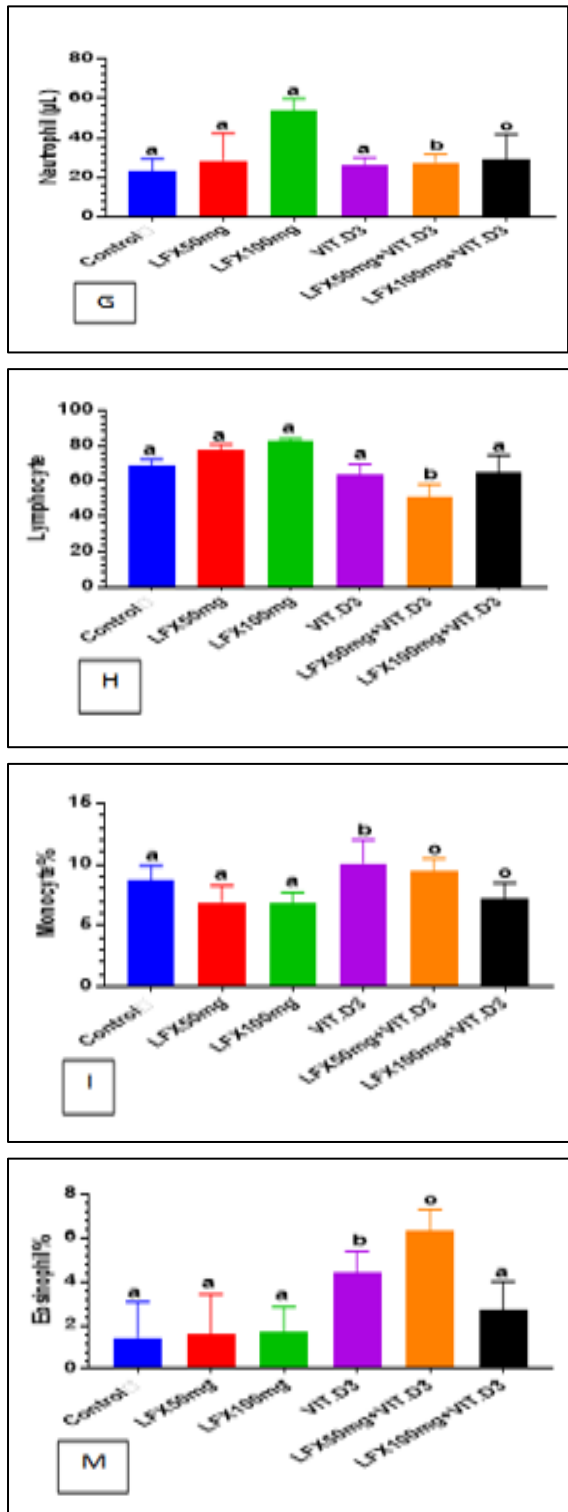 Neutrophil (µL)
80
60
40
20
0
a a a a b o
Control□ LFX50mg LFX100mg VIT.D3 LFX50mg+VIT.D3 LFX100mg+VIT.D3
G
Lymphocyte
100
80
60
40
20
0
a a a a b a
Control□ LFX50mg LFX100mg VIT.D3 LFX50mg+VIT.D3 LFX100mg+VIT.D3
H
Monocyte%
15
10
5
0
a a a b o o
Control□ LFX50mg LFX100mg VIT.D3 LFX50mg+VIT.D3 LFX100mg+VIT.D3
I
Eosinophil%
8
6
4
2
0
a a a b o a
Control□ LFX50mg LFX100mg VIT.D3 LFX50mg+VIT.D3 LFX100mg+VIT.D3
M